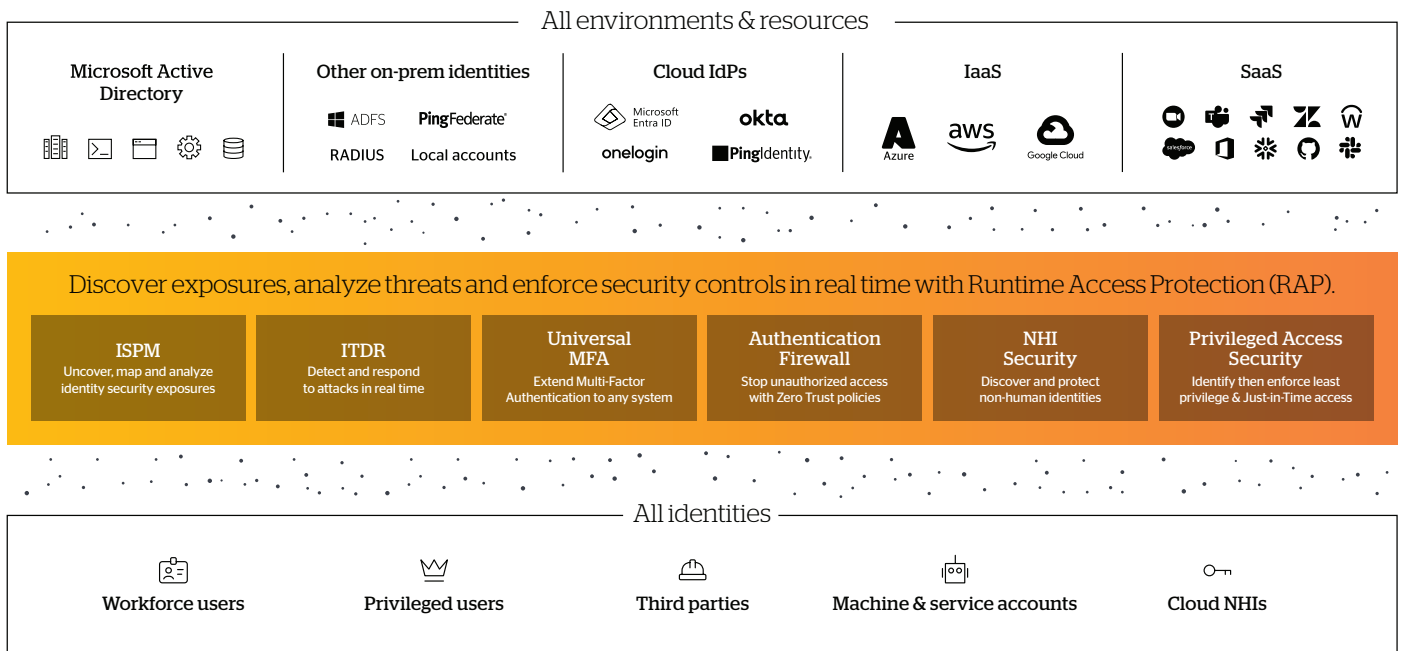 All environments & resources
Microsoft Active
Directory
Other on-prem identities
ADFS
PingFederate®
RADIUS
Local accounts
Cloud IdPs
Microsoft
Entra ID
okta
onelogin
PingIdentity.
IaaS
Azure
aws
Google Cloud
SaaS
salesforce
Discover exposures, analyze threats and enforce security controls in real time with Runtime Access Protection (RAP).
ISPM
Uncover, map and analyze
identity security exposures
ITDR
Detect and respond
to attacks in real time
Universal
MFA
Extend Multi-Factor
Authentication to any system
Authentication
Firewall
Stop unauthorized access
with Zero Trust policies
NHI
Security
Discover and protect
non-human identities
Privileged Access
Security
Identify then enforce least
privilege & Just-in-Time access
All identities
Workforce users
Privileged users
Third parties
Machine & service accounts
Cloud NHIs